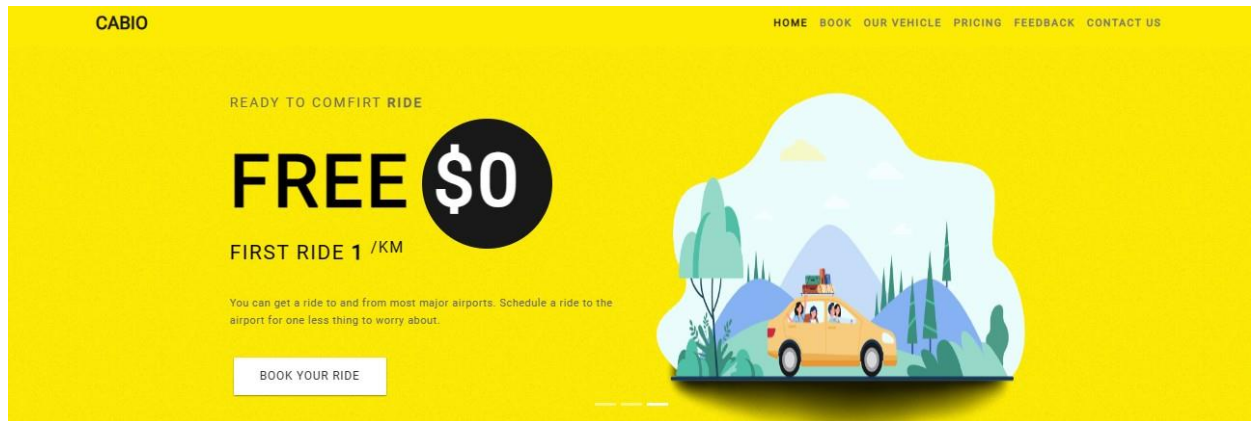 CABIO
HOME BOOK OUR VEHICLE PRICING FEEDBACK CONTACT US
READY TO COMFIRT RIDE
FREE $0
FIRST RIDE 1 /KM
You can get a ride to and from most major airports. Schedule a ride to the
airport for one less thing to worry about.
BOOK YOUR RIDE